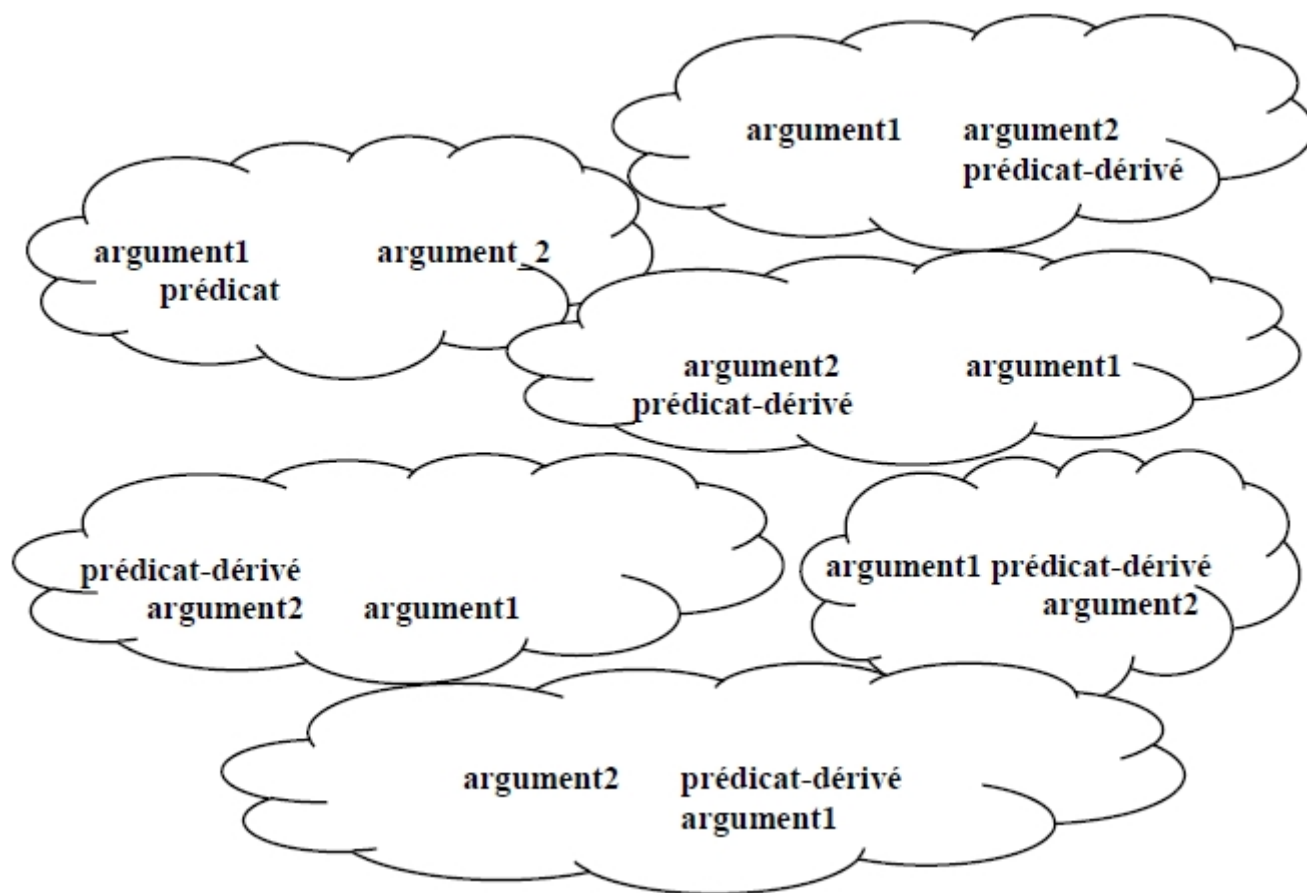 argument1 argument2
prédicat-dérivé
argument1 argument_2
prédicat
argument2 argument1
prédicat-dérivé
prédicat-dérivé
argument2 argument1
argument1 prédicat-dérivé
argument2
argument2 prédicat-dérivé
argument1